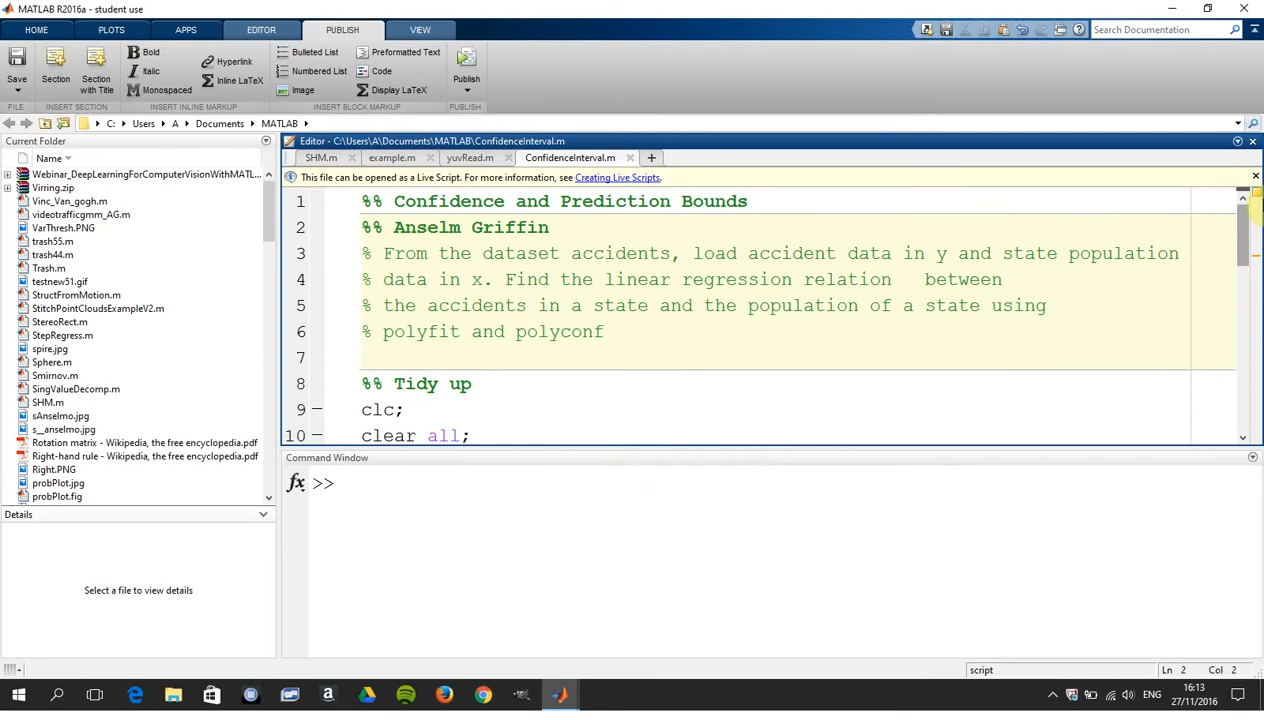 MATLAB R2016a - student use
HOME PLOTS APPS EDITOR PUBLISH VIEW
Search Documentation
Save
Section
Section with Title
Bold
Italic
Monospaced
Hyperlink
Inline LaTeX
Bulleted List
Numbered List
Image
Preformatted Text
Code
Display LaTeX
Publish
FILE INSERT SECTION INSERT INLINE MARKUP INSERT BLOCK MARKUP PUBLISH
C: Users A Documents MATLAB
Current Folder
Name
Webinar_DeepLearningForComputerVisionWithMATL...
Virring.zip
Vinc_Van_gogh.m
videotrafficgmm_AG.m
VarThresh.PNG
trash55.m
trash44.m
Trash.m
testnew51.gif
StructFromMotion.m
StitchPointCloudsExampleV2.m
StereoRect.m
StepRegress.m
spire.jpg
Sphere.m
Smirnov.m
SingValueDecomp.m
SHM.m
sAnselmo.jpg
s__anselmo.jpg
Rotation matrix - Wikipedia, the free encyclopedia.pdf
Right-hand rule - Wikipedia, the free encyclopedia.pdf
Right.PNG
probPlot.jpg
probPlot.fig
Details
Select a file to view details
Editor - C:\Users\A\Documents\MATLAB\ConfidenceInterval.m
SHM.m example.m yuvRead.m ConfidenceInterval.m
This file can be opened as a Live Script. For more information, see Creating Live Scripts.
1 %% Confidence and Prediction Bounds
2 %% Anselm Griffin
3 % From the dataset accidents, load accident data in y and state population
4 % data in x. Find the linear regression relation   between
5 % the accidents in a state and the population of a state using
6 % polyfit and polyconf
7
8 %% Tidy up
9 clc;
10 clear all;
Command Window
fx >>
script Ln 2 Col 2
ENG
16:13
27/11/2016